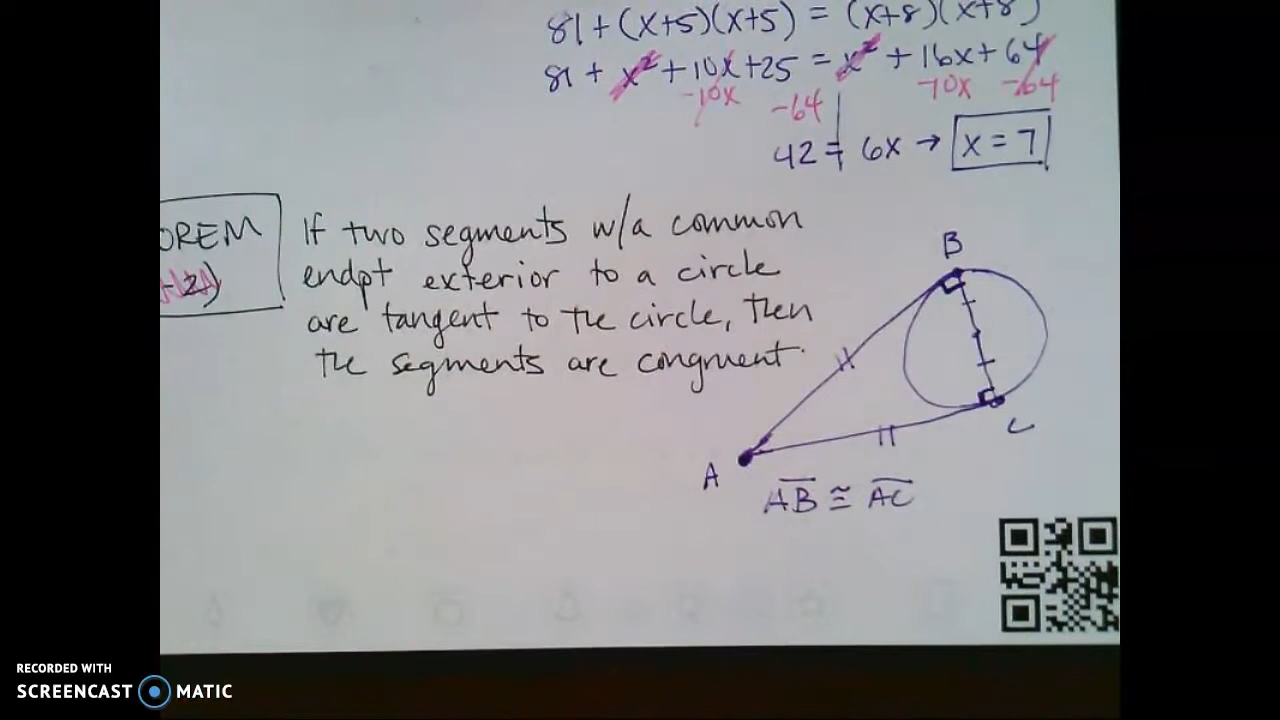 81 + (x+5)(x+5) = (x+8)(x+8)
81 + x² + 10x + 25 = x² + 16x + 64
-10x -64 -10x -64
42 = 6x → x = 7
OREM
If two segments w/a common
endpt exterior to a circle
are tangent to the circle, then
the segments are congruent.
B
C
A
AB ≅ AC
RECORDED WITH
SCREENCAST MATIC